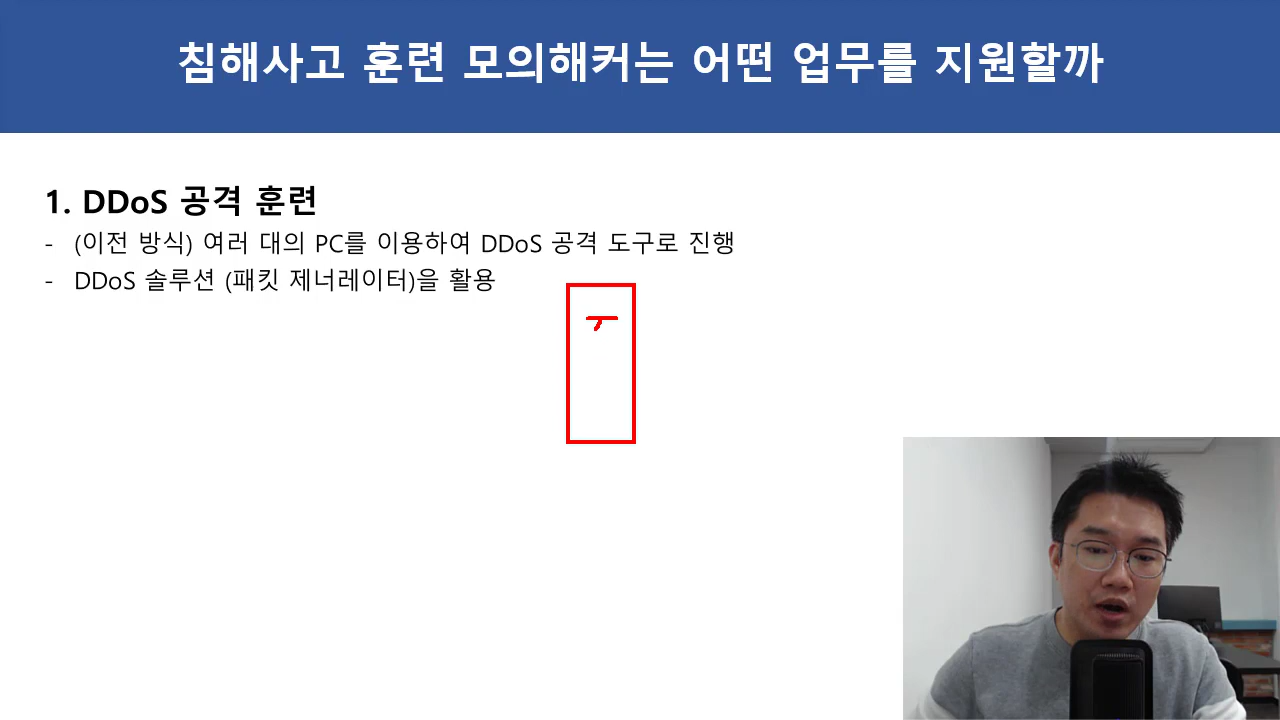 침해사고 훈련 모의해커는 어떤 업무를 지원할까
1. DDoS 공격 훈련
- (이전 방식) 여러 대의 PC를 이용하여 DDoS 공격 도구로 진행
- DDoS 솔루션 (패킷 제너레이터)을 활용